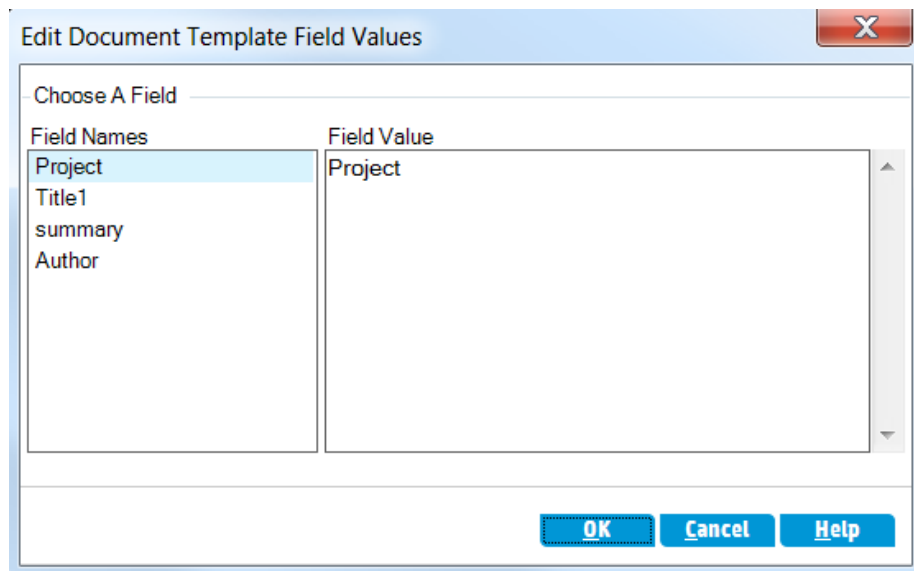 Edit Document Template Field Values
X
Choose A Field
Field Names
Field Value
Project
Project
Title1
summary
Author
OK
Cancel
Help